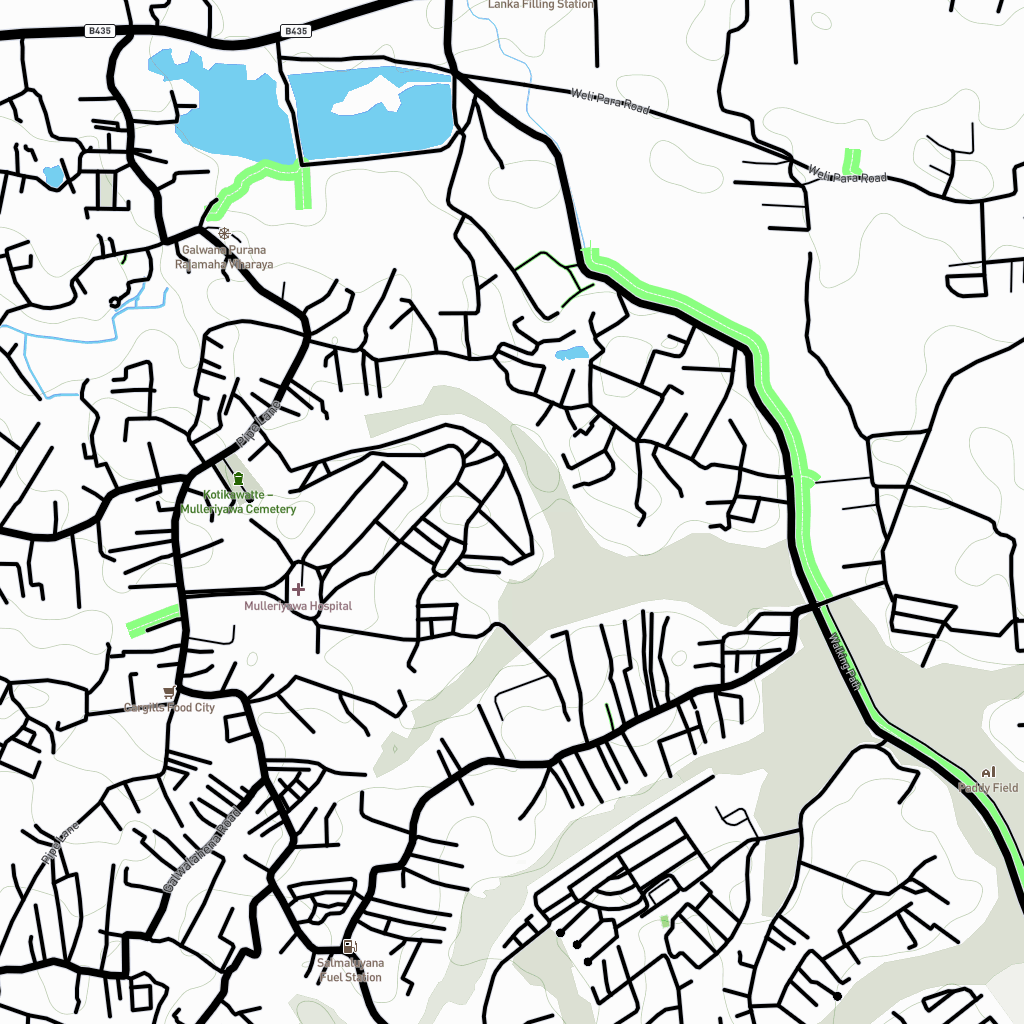 Lanka Filling Station
B435
B435
Weli Para Road
Weli Para Road
Galwana Purana
Rajamaha Viharaya
Pipe Lane
Kotikawatte –
Mulleriyawa Cemetery
Mulleriyawa Hospital
Walking Path
Cargills Food City
Paddy Field
Pipe Lane
Galwalahena Road
Salmaluyana
Fuel Station